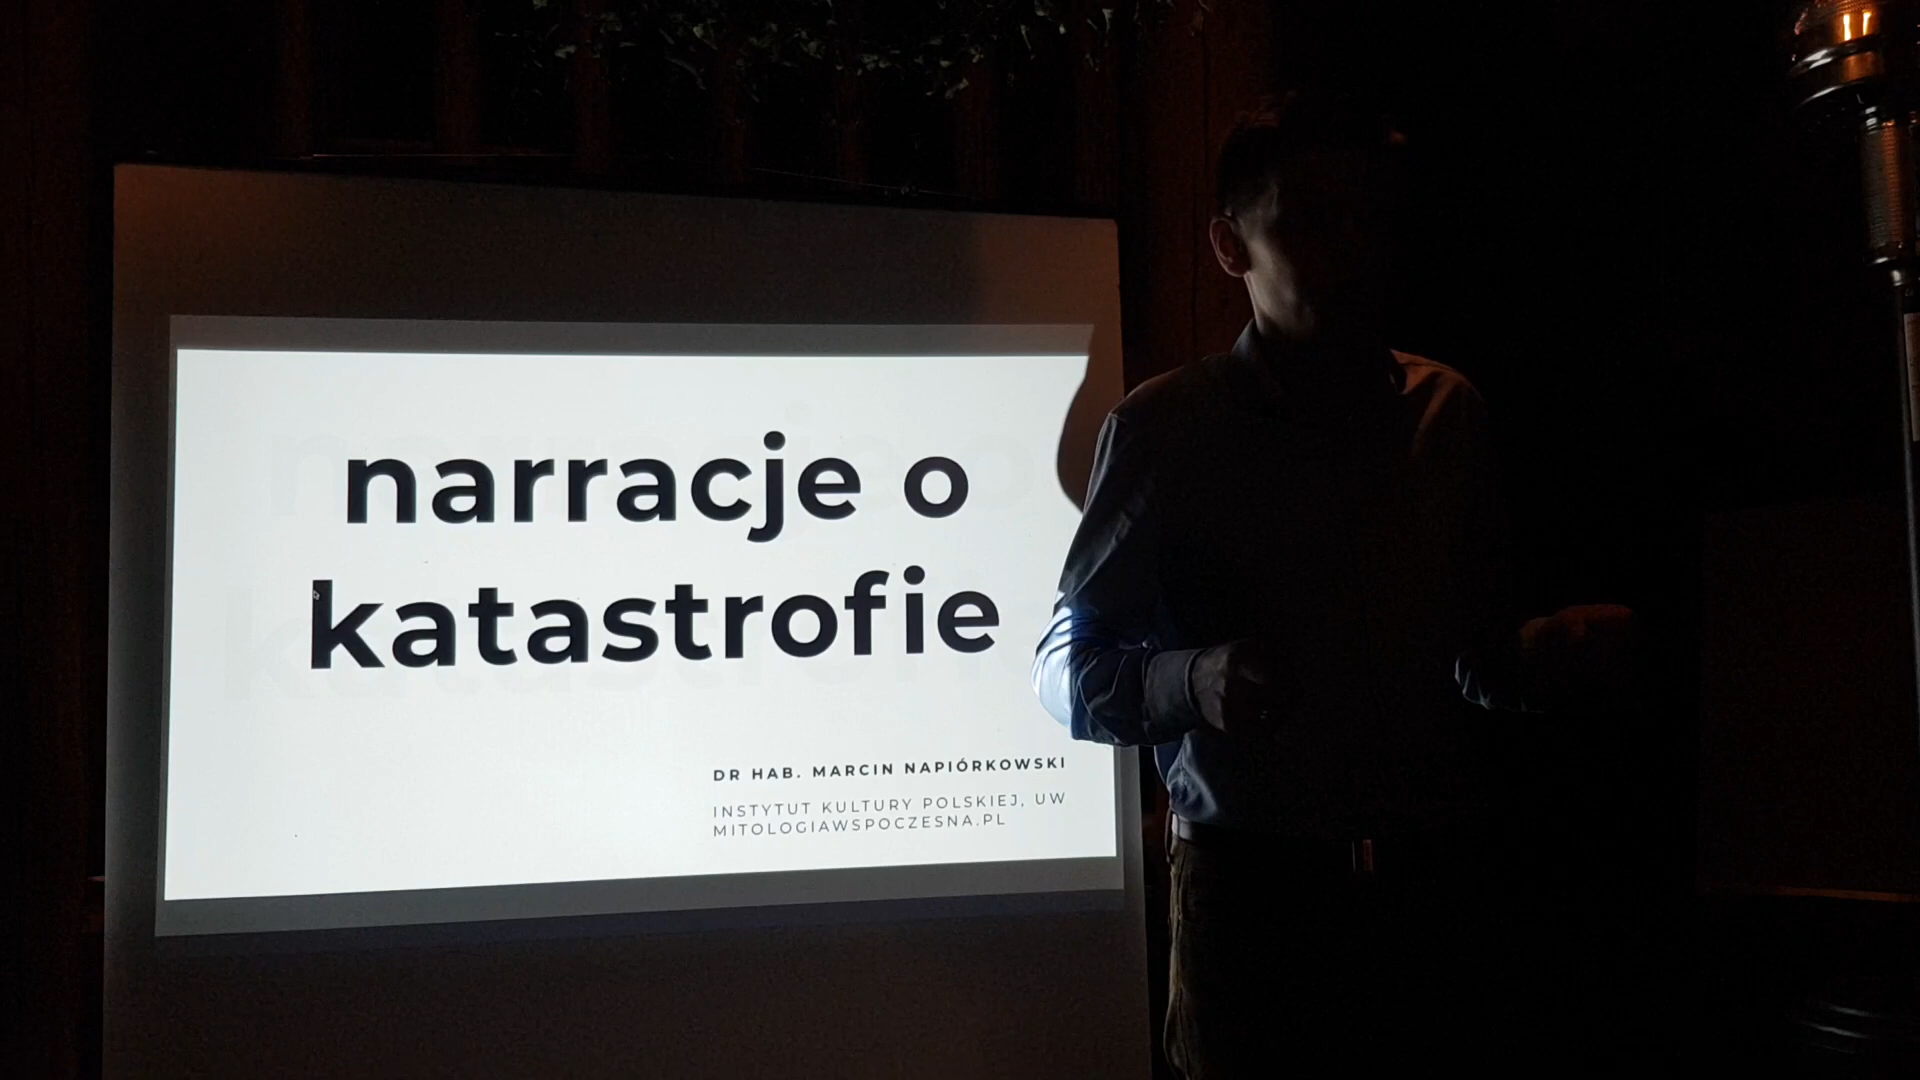 narracje o
katastrofie
DR HAB. MARCIN NAPIÓRKOWSKI
INSTYTUT KULTURY POLSKIEJ, UW
MITOLOGIAWSPOCZESNA.PL